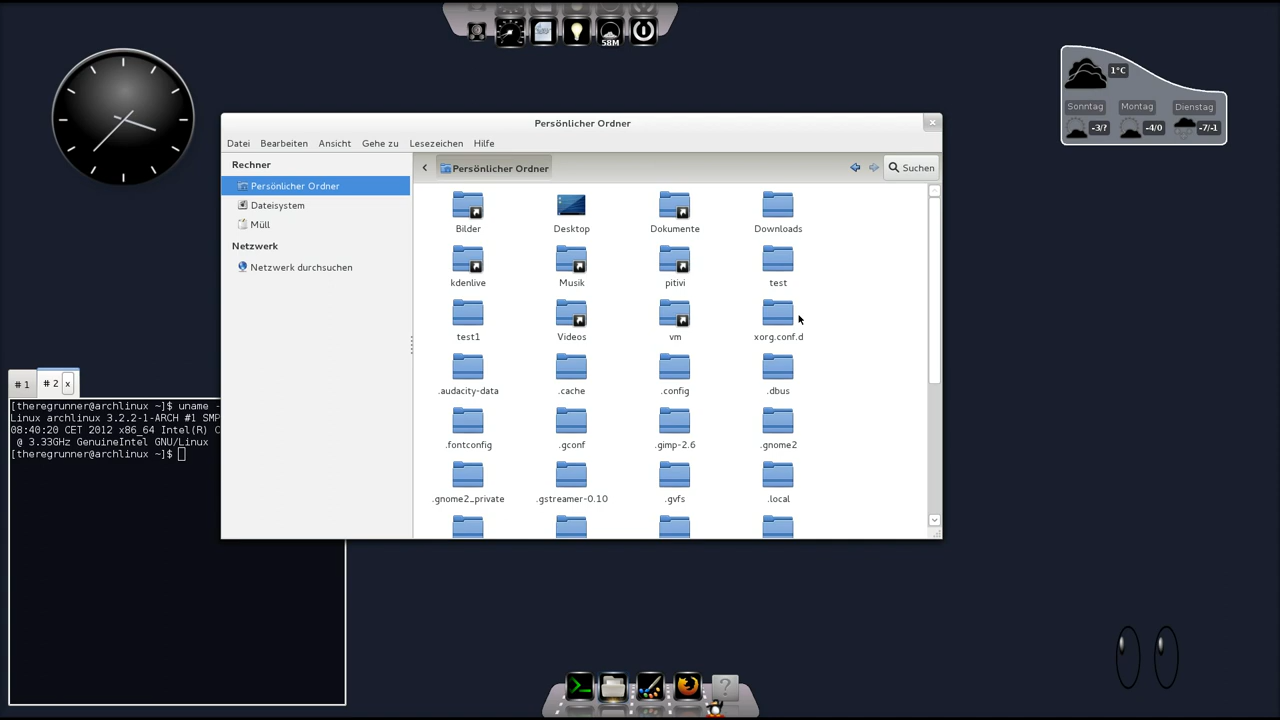 58M
1°C
Sonntag Montag Dienstag
-3/? -4/0 -7/-1
Persönlicher Ordner
Datei Bearbeiten Ansicht Gehe zu Lesezeichen Hilfe
Rechner
Persönlicher Ordner
Dateisystem
Müll
Netzwerk
Netzwerk durchsuchen
Persönlicher Ordner
Suchen
Bilder Desktop Dokumente Downloads
kdenlive Musik pitivi test
test1 Videos vm xorg.conf.d
.audacity-data .cache .config .dbus
.fontconfig .gconf .gimp-2.6 .gnome2
.gnome2_private .gstreamer-0.10 .gvfs .local
# 1 # 2 x
[theregrunner@archlinux ~]$ uname -
Linux archlinux 3.2.2-1-ARCH #1 SMP
08:40:20 CET 2012 x86_64 Intel(R) C
@ 3.33GHz GenuineIntel GNU/Linux
[theregrunner@archlinux ~]$